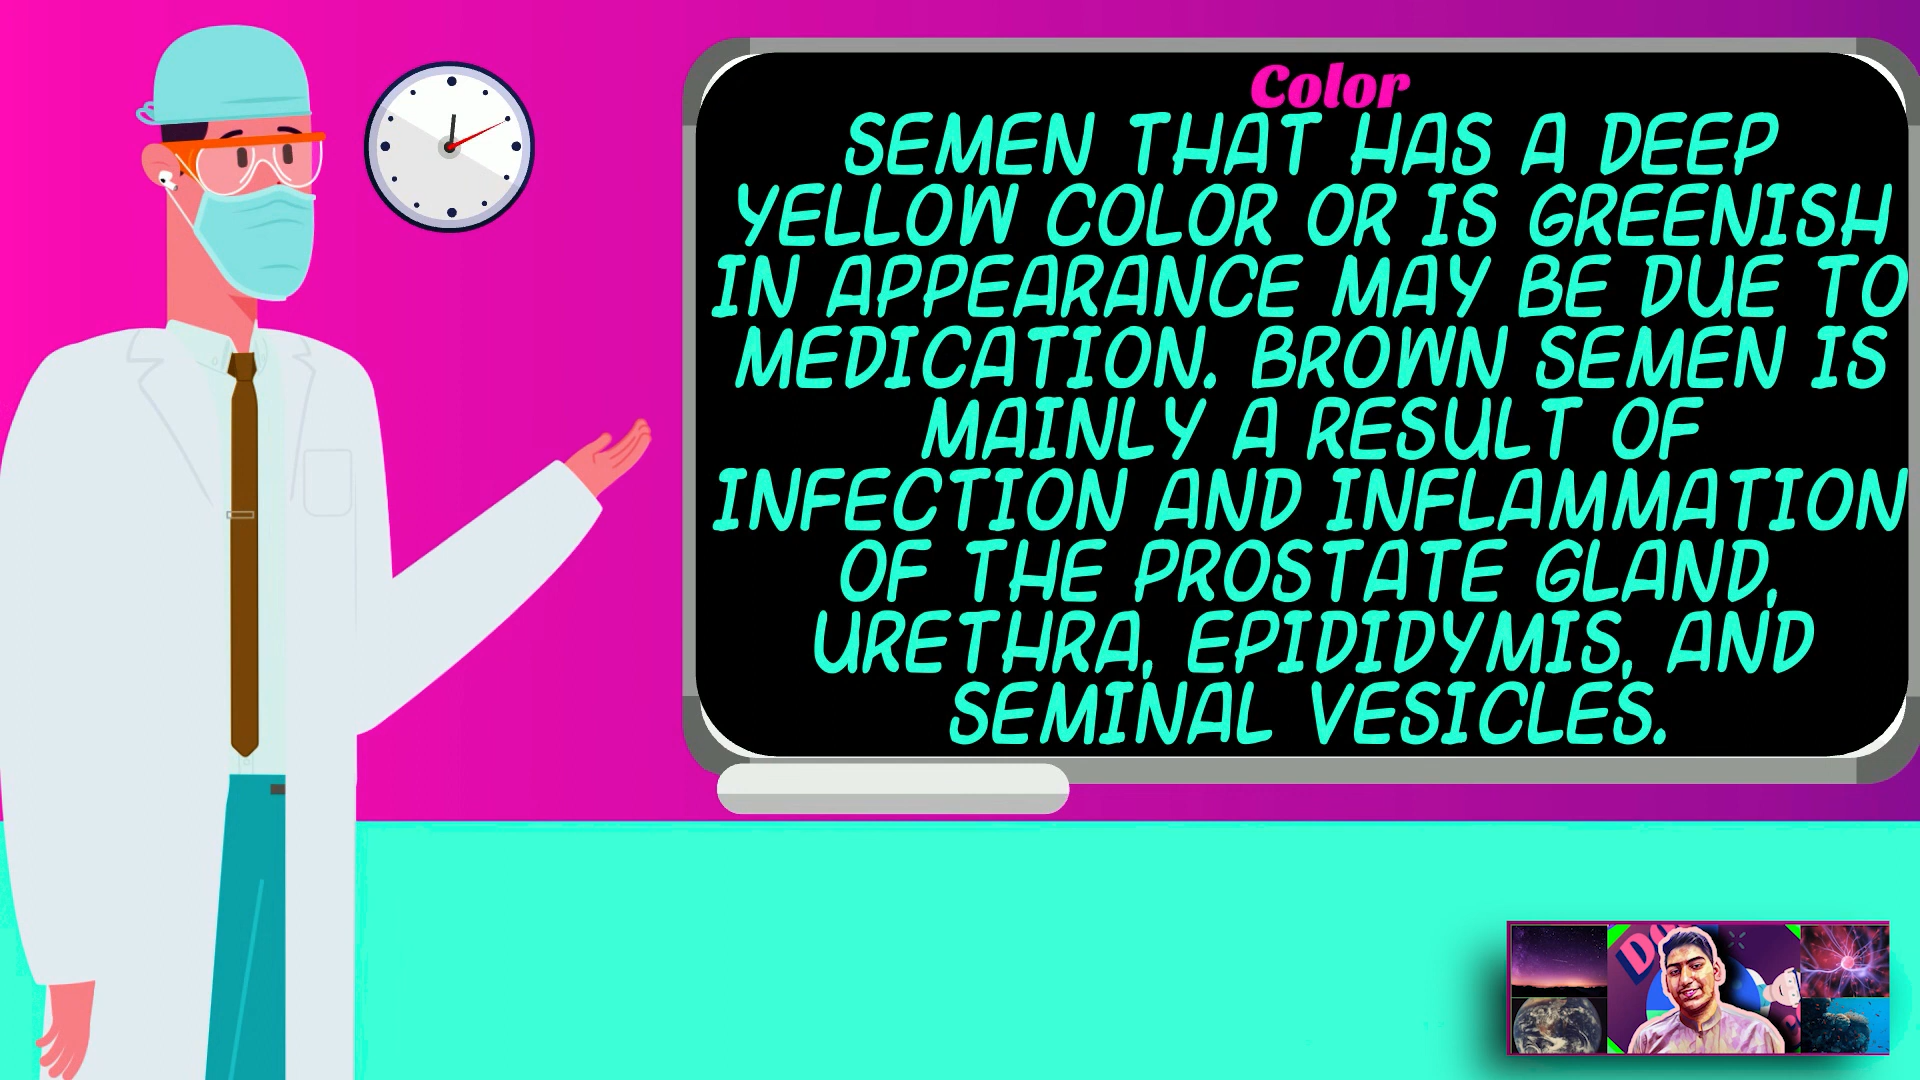 Color
SEMEN THAT HAS A DEEP
YELLOW COLOR OR IS GREENISH
IN APPEARANCE MAY BE DUE TO
MEDICATION. BROWN SEMEN IS
MAINLY A RESULT OF
INFECTION AND INFLAMMATION
OF THE PROSTATE GLAND,
URETHRA, EPIDIDYMIS, AND
SEMINAL VESICLES.